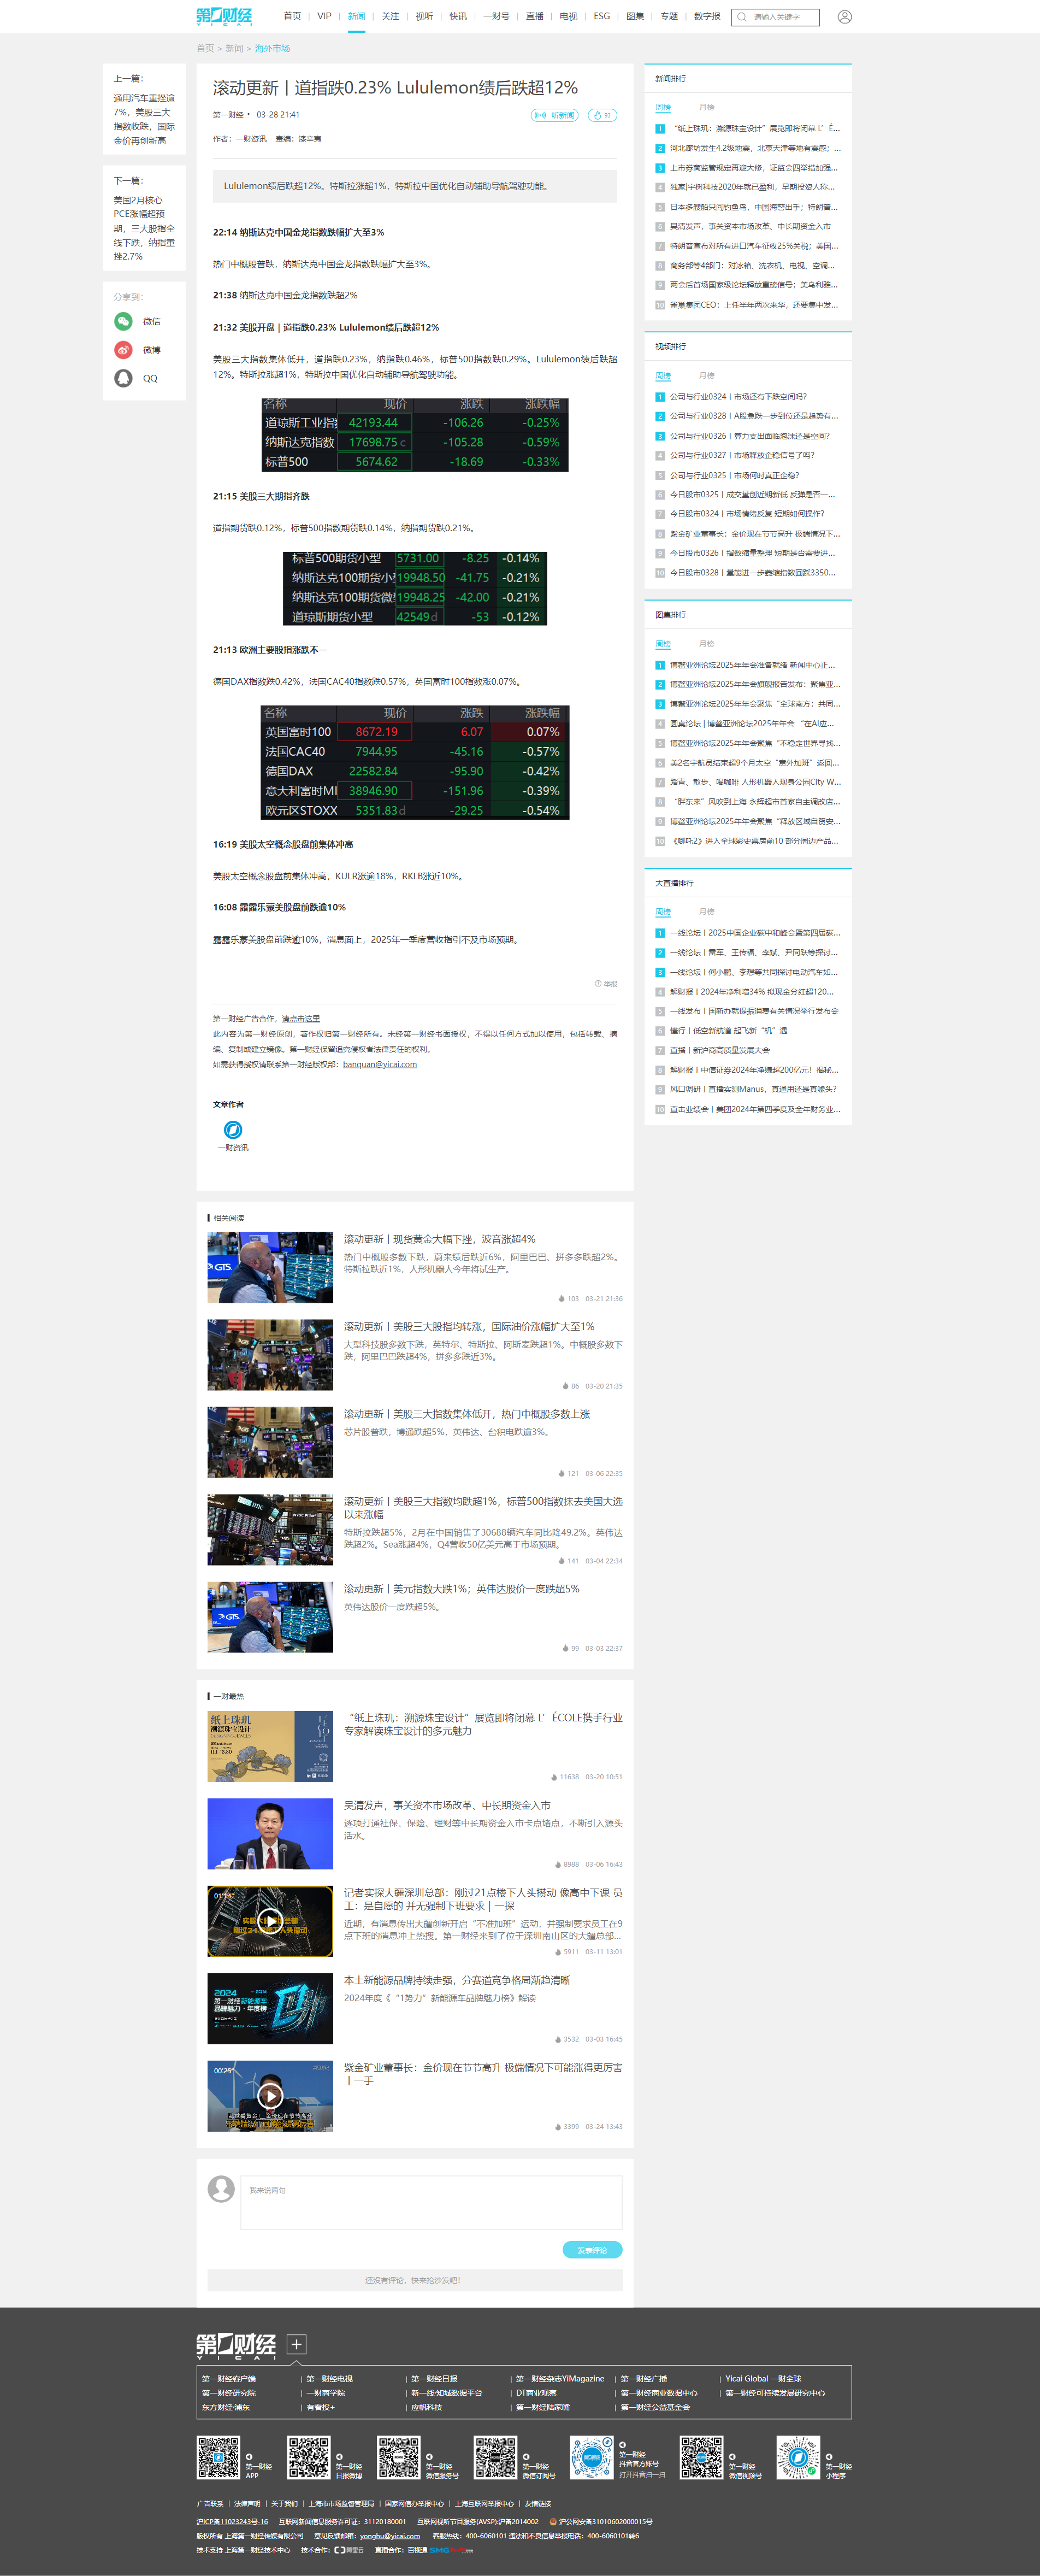 第一财经
YICAI
首页 | VIP | 新闻 | 关注 | 视听 | 快讯 | 一财号 | 直播 | 电视 | ESG | 图集 | 专题 | 数字报
请输入关键字
首页 > 新闻 > 海外市场
上一篇:
通用汽车重挫逾
7%，美股三大
指数收跌，国际
金价再创新高
下一篇:
美国2月核心
PCE涨幅超预
期，三大股指全
线下跌，纳指重
挫2.7%
分享到:
微信
微博
QQ
滚动更新丨道指跌0.23% Lululemon绩后跌超12%
第一财经 • 03-28 21:41
听新闻
作者：一财资讯 责编：漆辛夷
Lululemon绩后跌超12%。特斯拉涨超1%，特斯拉中国优化自动辅助导航驾驶功能。
22:14 纳斯达克中国金龙指数跌幅扩大至3%
热门中概股普跌，纳斯达克中国金龙指数跌幅扩大至3%。
21:38 纳斯达克中国金龙指数跌超2%
21:32 美股开盘 | 道指跌0.23% Lululemon绩后跌超12%
美股三大指数集体低开，道指跌0.23%，纳指跌0.46%，标普500指数跌0.29%。Lululemon绩后跌超
12%。特斯拉涨超1%，特斯拉中国优化自动辅助导航驾驶功能。
名称 现价 涨跌 涨跌幅
道琼斯工业指 42193.44 -106.26 -0.25%
纳斯达克指数 17698.75 c -105.28 -0.59%
标普500 5674.62 -18.69 -0.33%
21:15 美股三大期指齐跌
道指期货跌0.12%，标普500指数期货跌0.14%，纳指期货跌0.21%。
标普500期货小型 5731.00 -8.25 -0.14%
纳斯达克100期货小 19948.50 -41.75 -0.21%
纳斯达克100期货微 19948.25 -42.00 -0.21%
道琼斯期货小型 42549 d -53 -0.12%
21:13 欧洲主要股指涨跌不一
德国DAX指数跌0.42%，法国CAC40指数跌0.57%，英国富时100指数涨0.07%。
名称 现价 涨跌 涨跌幅
英国富时100 8672.19 6.07 0.07%
法国CAC40 7944.95 -45.16 -0.57%
德国DAX 22582.84 -95.90 -0.42%
意大利富时MI 38946.90 -151.96 -0.39%
欧元区STOXX 5351.83 d -29.25 -0.54%
16:19 美股太空概念股盘前集体冲高
美股太空概念股盘前集体冲高，KULR涨逾18%，RKLB涨近10%。
16:08 露露乐蒙美股盘前跌逾10%
露露乐蒙美股盘前跌逾10%，消息面上，2025年一季度营收指引不及市场预期。
举报
第一财经广告合作，请点击这里
此内容为第一财经原创，著作权归第一财经所有。未经第一财经书面授权，不得以任何方式加以使用，包括转载、摘
编、复制或建立镜像。第一财经保留追究侵权者法律责任的权利。
如需获得授权请联系第一财经版权部：banquan@yicai.com
文章作者
一财资讯
相关阅读
滚动更新丨现货黄金大幅下挫，波音涨超4%
热门中概股多数下跌，蔚来绩后跌近6%，阿里巴巴、拼多多跌超2%。
特斯拉跌近1%，人形机器人今年将试生产。
103 03-21 21:36
滚动更新丨美股三大股指均转涨，国际油价涨幅扩大至1%
大型科技股多数下跌，英特尔、特斯拉、阿斯麦跌超1%。中概股多数下
跌，阿里巴巴跌超4%，拼多多跌近3%。
86 03-20 21:35
滚动更新丨美股三大指数集体低开，热门中概股多数上涨
芯片股普跌，博通跌超5%，英伟达、台积电跌逾3%。
121 03-06 22:35
滚动更新丨美股三大指数均跌超1%，标普500指数抹去美国大选
以来涨幅
特斯拉跌超5%，2月在中国销售了30688辆汽车同比降49.2%。英伟达
跌超2%。Sea涨超4%，Q4营收50亿美元高于市场预期。
141 03-04 22:34
滚动更新丨美元指数大跌1%；英伟达股价一度跌超5%
英伟达股价一度跌超5%。
99 03-03 22:37
一财最热
“纸上珠玑：溯源珠宝设计”展览即将闭幕 L’ÉCOLE携手行业
专家解读珠宝设计的多元魅力
11638 03-20 10:51
吴清发声，事关资本市场改革、中长期资金入市
逐项打通社保、保险、理财等中长期资金入市卡点堵点，不断引入源头
活水。
8988 03-06 16:43
记者实探大疆深圳总部：刚过21点楼下人头攒动 像高中下课 员
工：是自愿的 并无强制下班要求 | 一探
近期，有消息传出大疆创新开启“不准加班”运动，并强制要求员工在9
点下班的消息冲上热搜。第一财经来到了位于深圳南山区的大疆总部...
5911 03-11 13:01
本土新能源品牌持续走强，分赛道竞争格局渐趋清晰
2024年度《“1势力”新能源车品牌魅力榜》解读
3532 03-03 16:45
00'25"
紫金矿业董事长：金价现在节节高升 极端情况下可能涨得更厉害
丨一手
3399 03-24 13:43
我来说两句
发表评论
还没有评论，快来抢沙发吧！
新闻排行
周榜 月榜
1 “纸上珠玑：溯源珠宝设计”展览即将闭幕 L’É...
2 河北廊坊发生4.2级地震，北京天津等地有震感；...
3 上市券商监管规定再迎大修，证监会四举措加强...
4 独家|宇树科技2020年就已盈利，早期投资人称...
5 日本多艘船只闯钓鱼岛，中国海警出手；特朗普...
6 吴清发声，事关资本市场改革、中长期资金入市
7 特朗普宣布对所有进口汽车征收25%关税；美国...
8 商务部等4部门：对冰箱、洗衣机、电视、空调...
9 两会后首场国家级论坛释放重磅信号；美乌利雅...
10 雀巢集团CEO：上任半年两次来华，还要集中发...
视频排行
周榜 月榜
1 公司与行业0324丨市场还有下跌空间吗？
2 公司与行业0328丨A股急跌一步到位还是趋势有...
3 公司与行业0326丨算力支出面临泡沫还是空间？
4 公司与行业0327丨市场释放企稳信号了吗？
5 公司与行业0325丨市场何时真正企稳？
6 今日股市0325丨成交量创近期新低 反弹是否一...
7 今日股市0324丨市场情绪反复 短期如何操作？
8 紫金矿业董事长：金价现在节节高升 极端情况下...
9 今日股市0326丨指数缩量整理 短期是否需要进...
10 今日股市0328丨量能进一步萎缩指数回踩3350...
图集排行
周榜 月榜
1 博鳌亚洲论坛2025年年会准备就绪 新闻中心正...
2 博鳌亚洲论坛2025年年会旗舰报告发布：聚焦亚...
3 博鳌亚洲论坛2025年年会聚焦“全球南方：共同...
4 圆桌论坛 | 博鳌亚洲论坛2025年年会 “在AI应...
5 博鳌亚洲论坛2025年年会聚焦“不稳定世界寻找...
6 美2名宇航员结束超9个月太空“意外加班”返回...
7 踏青、散步、喝咖啡 人形机器人现身公园City W...
8 “胖东来”风吹到上海 永辉超市首家自主调改店...
9 博鳌亚洲论坛2025年年会聚焦“释放区域自贸安...
10 《哪吒2》进入全球影史票房前10 部分周边产品...
大直播排行
周榜 月榜
1 一线论坛丨2025中国企业碳中和峰会暨第四届碳...
2 一线论坛丨雷军、王传福、李斌、尹同跃等探讨...
3 一线论坛丨何小鹏、李想等共同探讨电动汽车如...
4 解财报丨2024年净利增34% 拟现金分红超120...
5 一线发布丨国新办就提振消费有关情况举行发布会
6 懂行丨低空新航道 起飞新“机”遇
7 直播丨新沪商高质量发展大会
8 解财报丨中信证券2024年净赚超200亿元！揭秘...
9 风口调研丨直播实测Manus，真通用还是真噱头？
10 直击业绩会丨美团2024年第四季度及全年财务业...
第一财经
YICAI
第一财经客户端 | 第一财经电视 | 第一财经日报 | 第一财经杂志YiMagazine | 第一财经广播 | Yicai Global 一财全球
第一财经研究院 | 一财商学院 | 新一线·知城数据平台 | DT商业观察 | 第一财经商业数据中心 | 第一财经可持续发展研究中心
东方财经·浦东 | 有看投+ | 应帆科技 | 第一财经陆家嘴 | 第一财经公益基金会
第一财经
APP
第一财经
日报微博
第一财经
微信服务号
第一财经
微信订阅号
第一财经
抖音官方账号
打开抖音扫一扫
第一财经
微信视频号
第一财经
小程序
广告联系 | 法律声明 | 关于我们 | 上海市市场监督管理局 | 国家网信办举报中心 | 上海互联网举报中心 | 友情链接
沪ICP备11023243号-16 互联网新闻信息服务许可证：31120180001 互联网视听节目服务(AVSP):沪备2014002 沪公网安备31010602000015号
版权所有 上海第一财经传媒有限公司 意见反馈邮箱：yonghu@yicai.com 客服热线：400-6060101 违法和不良信息举报电话：400-6060101转6
技术支持 上海第一财经技术中心 技术合作：阿里云 直播合作：百视通